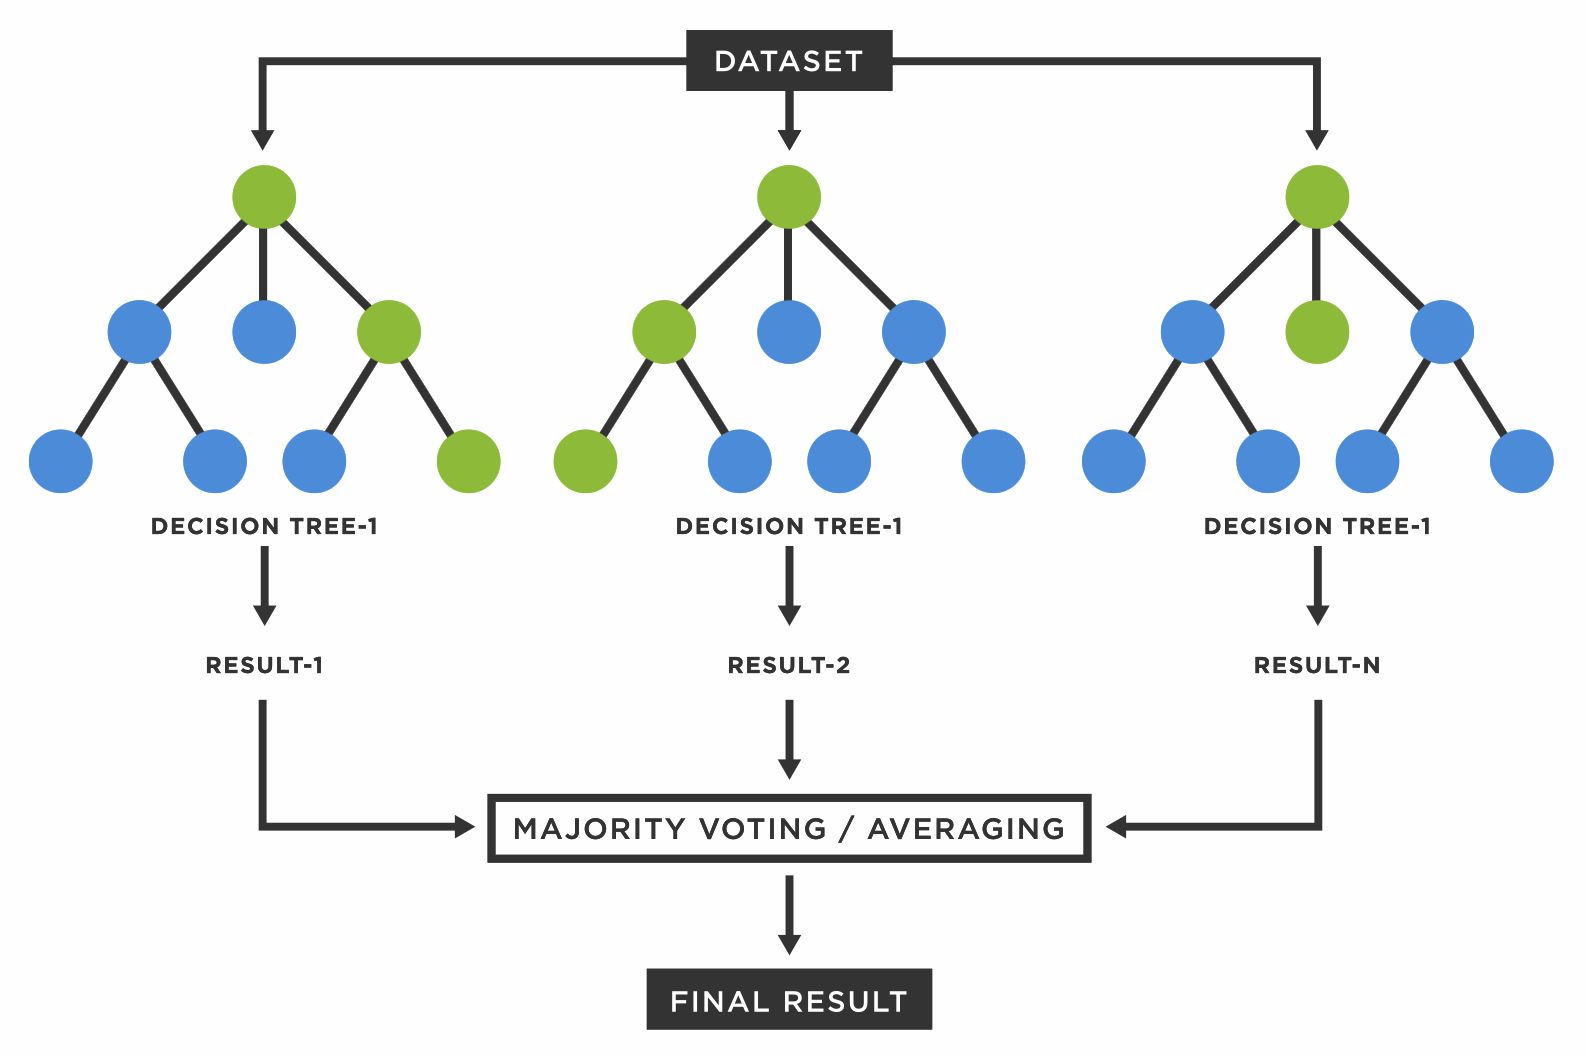 DATASET
DECISION TREE-1
DECISION TREE-1
DECISION TREE-1
RESULT-1
RESULT-2
RESULT-N
MAJORITY VOTING / AVERAGING
FINAL RESULT